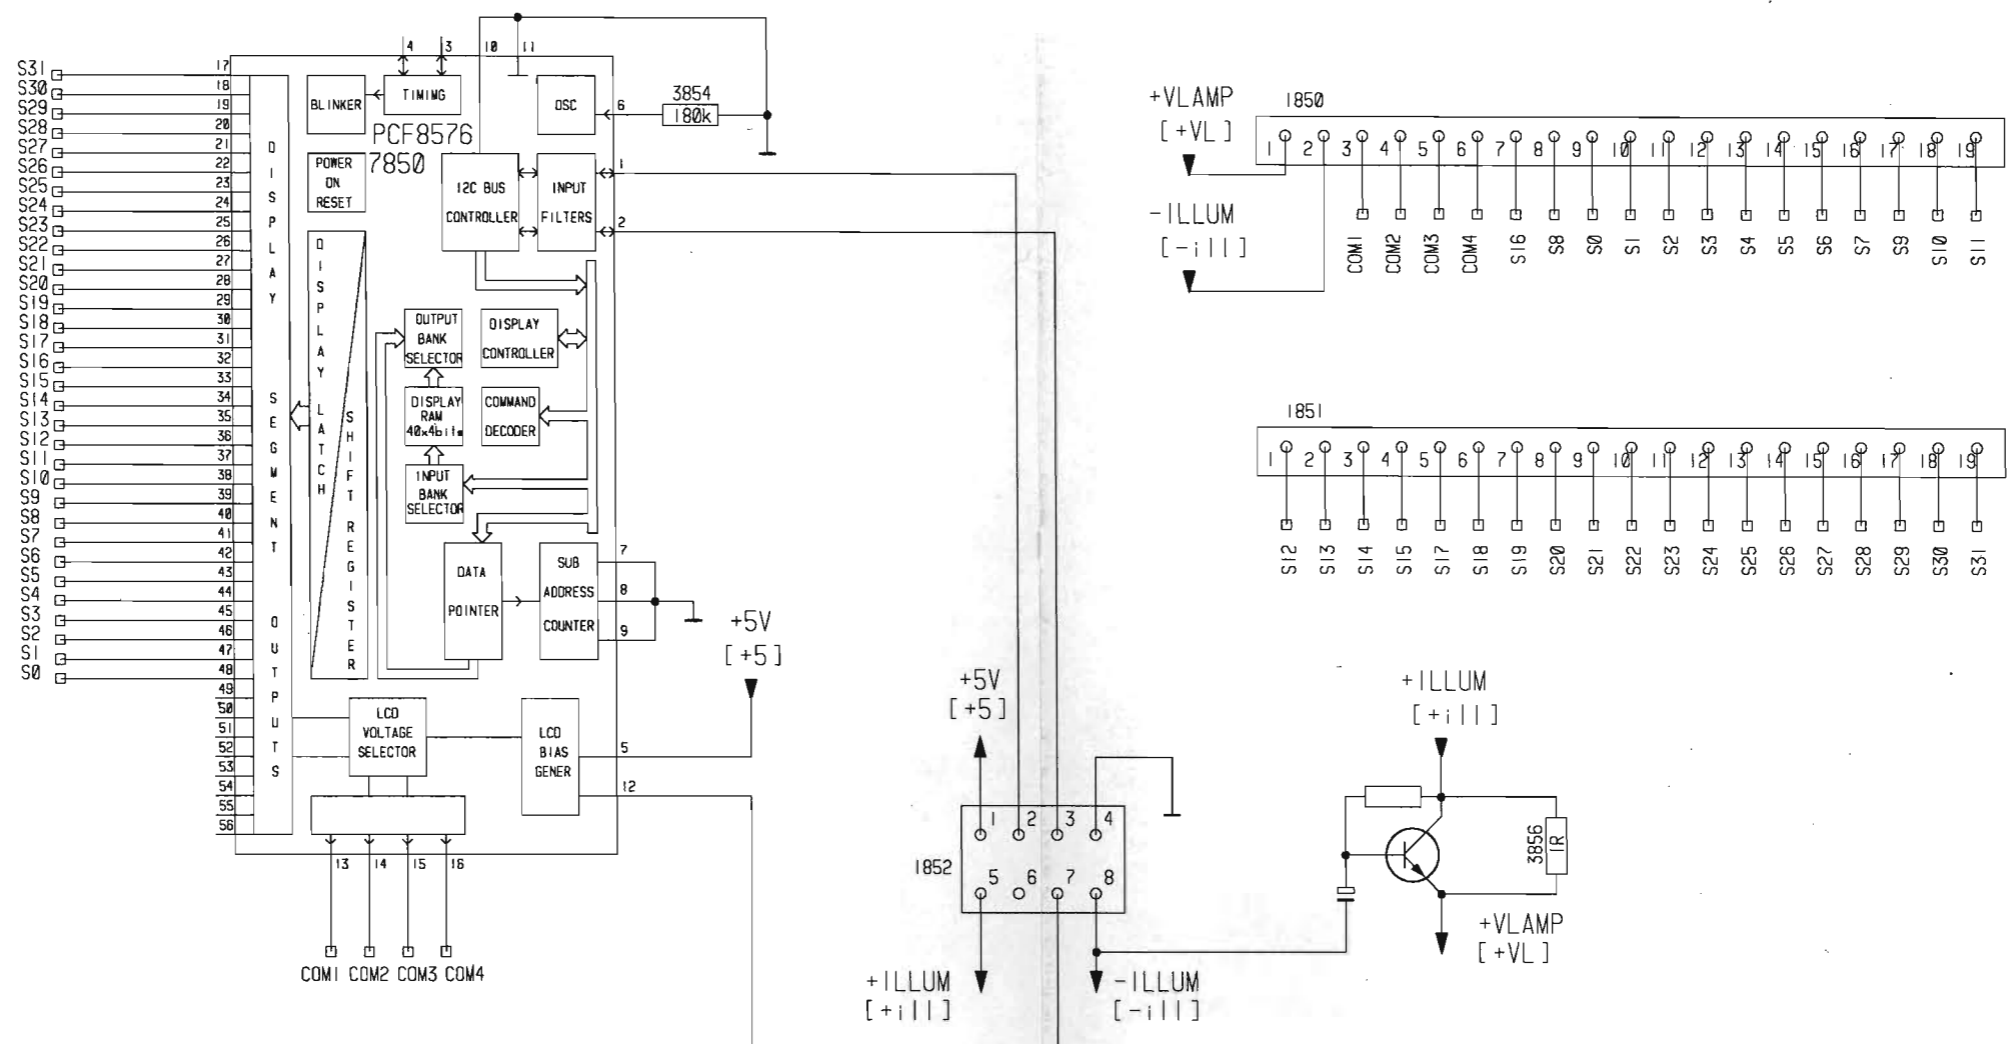 S31
S30
S29
S28
S27
S26
S25
S24
S23
S22
S21
S20
S19
S18
S17
S16
S15
S14
S13
S12
S11
S10
S9
S8
S7
S6
S5
S4
S3
S2
S1
S0
17
18
19
20
21
22
23
24
25
26
27
28
29
30
31
32
33
34
35
36
37
38
39
40
41
42
43
44
45
46
47
48
49
50
51
52
53
54
55
56
DISPLAY SEGMENT OUTPUTS
4 3 10 11
BLINKER
TIMING
OSC
6
3854
180k
PCF8576
7850
POWER
ON
RESET
I2C BUS
CONTROLLER
INPUT
FILTERS
1
2
DISPLAY LATCH
SHIFT REGISTER
OUTPUT
BANK
SELECTOR
DISPLAY
CONTROLLER
DISPLAY
RAM
40x4bits
COMMAND
DECODER
INPUT
BANK
SELECTOR
DATA
POINTER
SUB
ADDRESS
COUNTER
7
8
9
LCD
VOLTAGE
SELECTOR
LCD
BIAS
GENER
5
12
+5V
[+5]
13 14 15 16
COM1 COM2 COM3 COM4
+5V
[+5]
1852
1 2 3 4
5 6 7 8
+ILLUM
[+ill]
-ILLUM
[-ill]
+VLAMP
[+VL]
-ILLUM
[-ill]
1850
1 2 3 4 5 6 7 8 9 10 11 12 13 14 15 16 17 18 19
COM1 COM2 COM3 COM4 S16 S8 S0 S1 S2 S3 S4 S5 S6 S7 S9 S10 S11
1851
1 2 3 4 5 6 7 8 9 10 11 12 13 14 15 16 17 18 19
S12 S13 S14 S15 S17 S18 S19 S20 S21 S22 S23 S24 S25 S26 S27 S28 S29 S30 S31
+ILLUM
[+ill]
3856
1R
+VLAMP
[+VL]